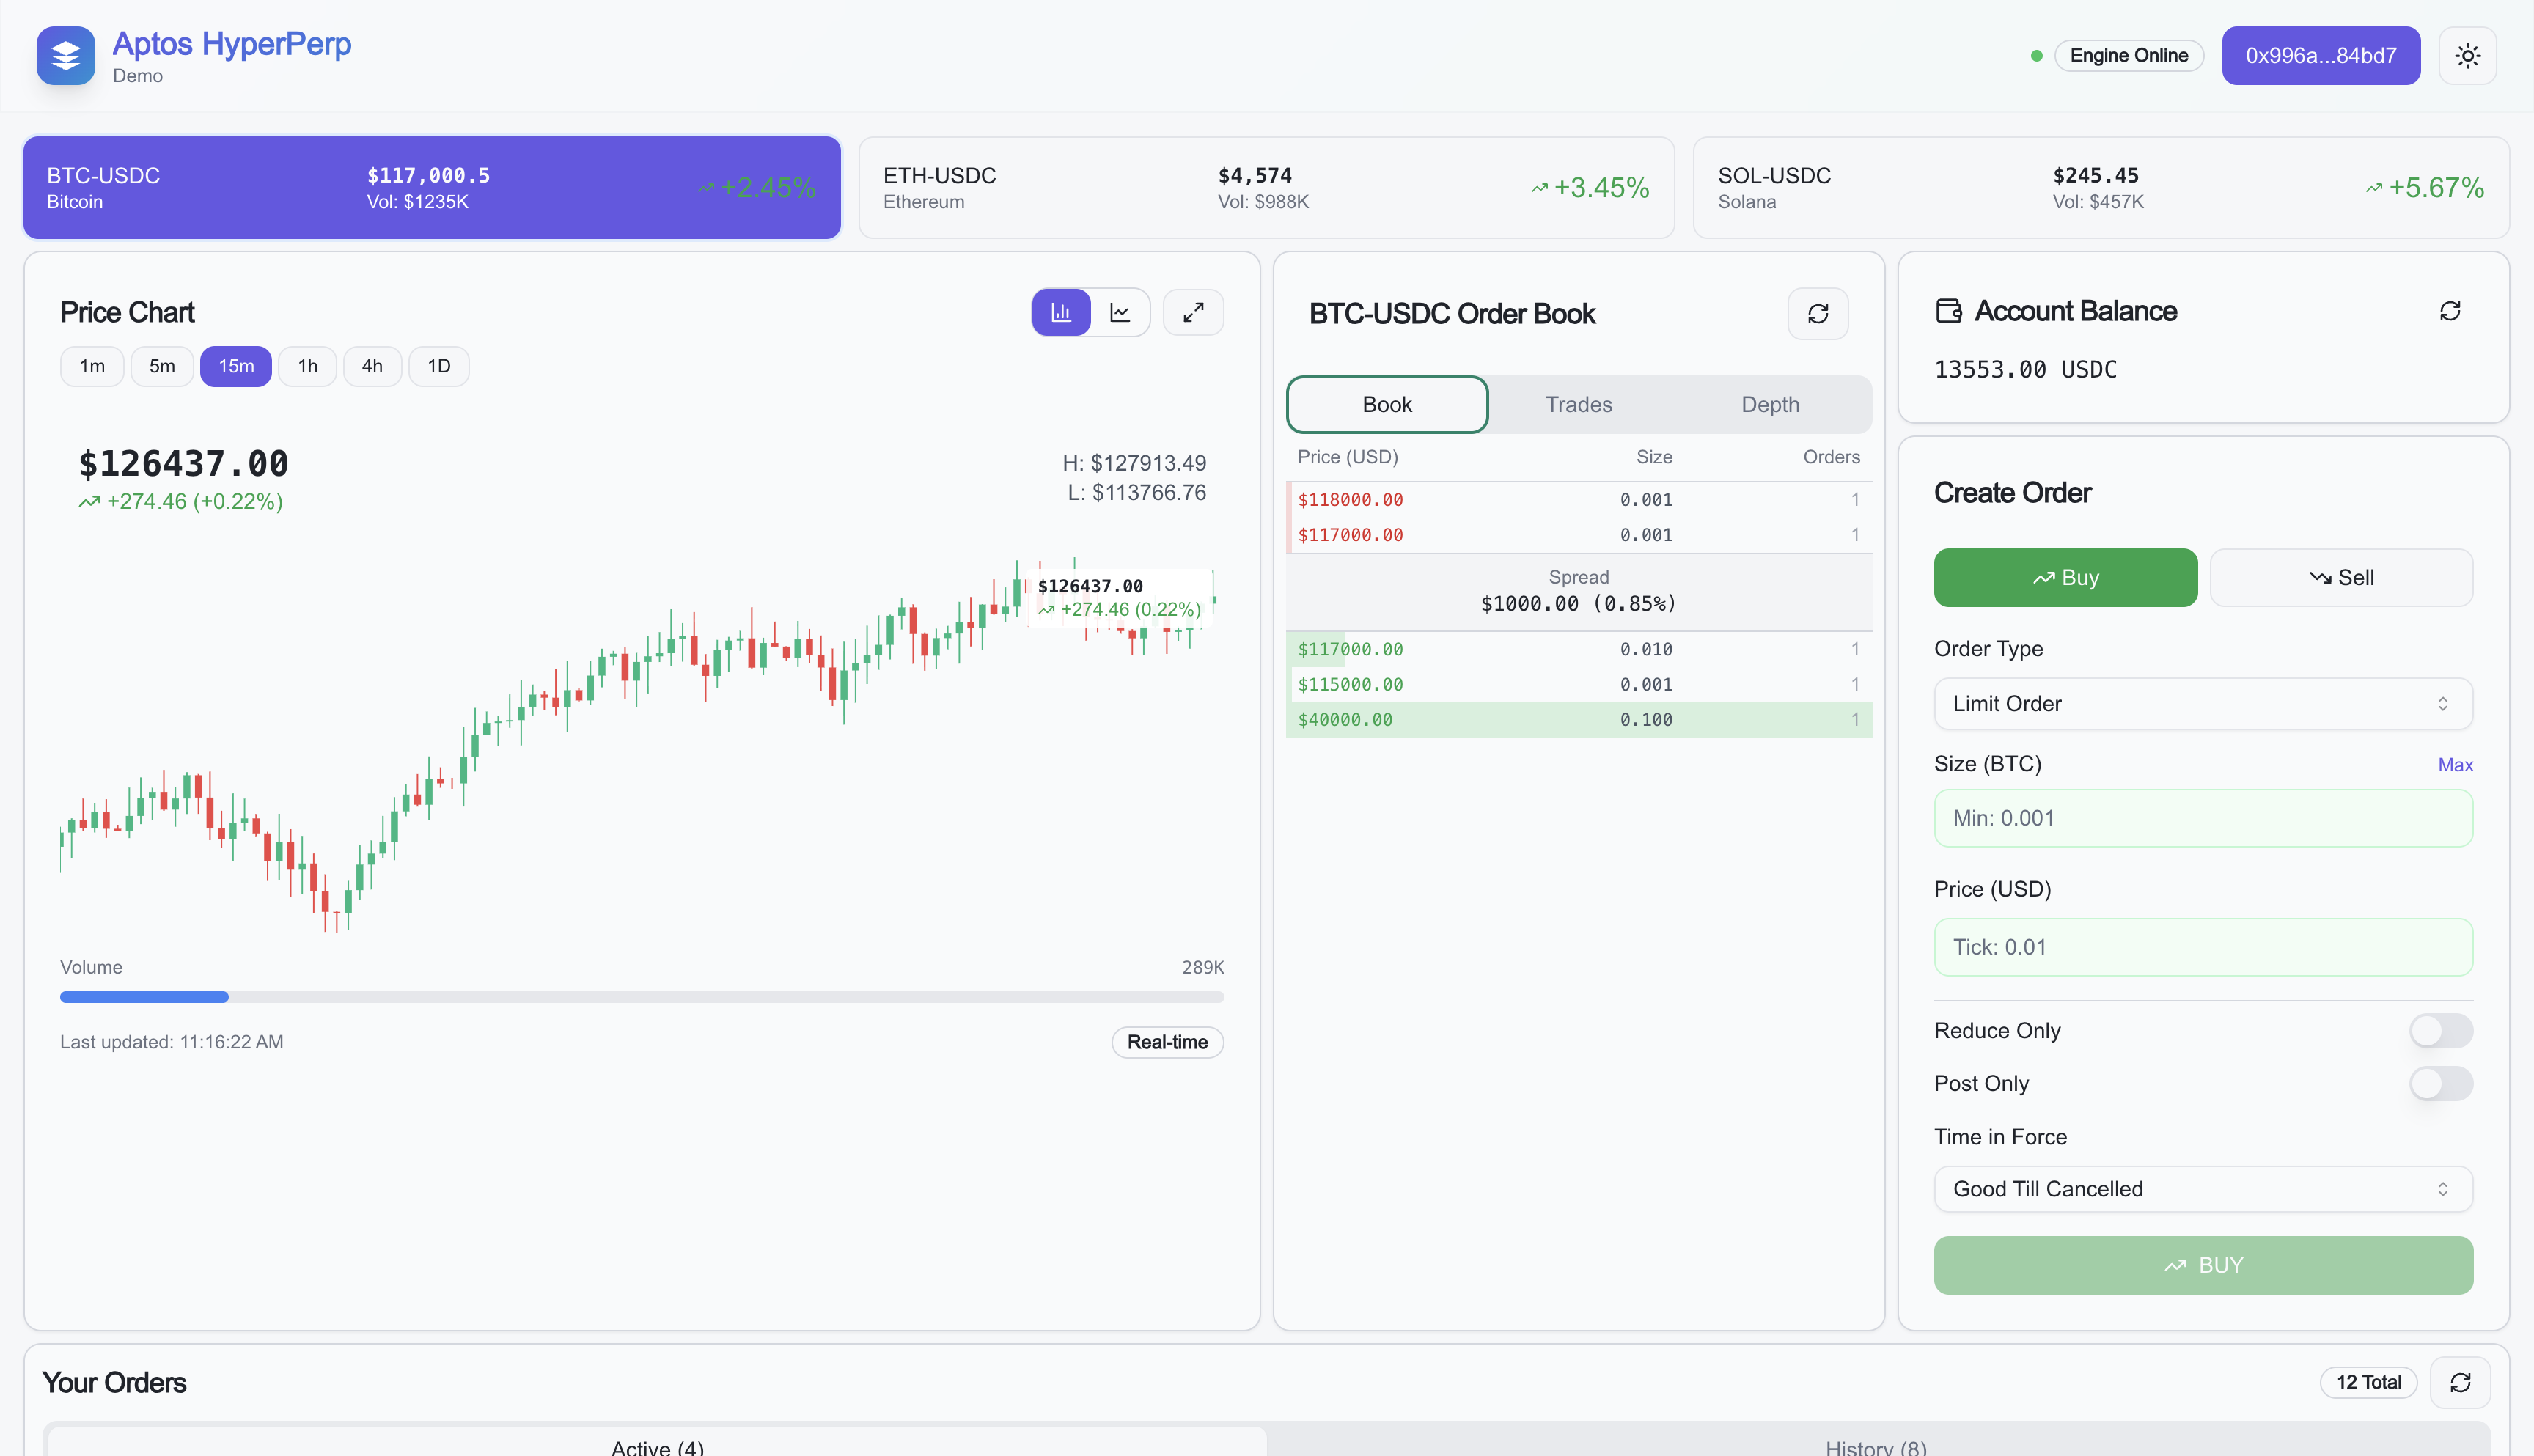 Aptos HyperPerp
Demo
Engine Online
0x996a...84bd7
BTC-USDC
Bitcoin
$117,000.5
Vol: $1235K
+2.45%
ETH-USDC
Ethereum
$4,574
Vol: $988K
+3.45%
SOL-USDC
Solana
$245.45
Vol: $457K
+5.67%
Price Chart
1m 5m 15m 1h 4h 1D
$126437.00
+274.46 (+0.22%)
H: $127913.49
L: $113766.76
$126437.00
+274.46 (0.22%)
Volume 289K
Last updated: 11:16:22 AM Real-time
BTC-USDC Order Book
Book Trades Depth
Price (USD) Size Orders
$118000.00 0.001 1
$117000.00 0.001 1
Spread
$1000.00 (0.85%)
$117000.00 0.010 1
$115000.00 0.001 1
$40000.00 0.100 1
Account Balance
13553.00 USDC
Create Order
Buy Sell
Order Type
Limit Order
Size (BTC) Max
Min: 0.001
Price (USD)
Tick: 0.01
Reduce Only
Post Only
Time in Force
Good Till Cancelled
BUY
Your Orders 12 Total
Active (4) History (8)